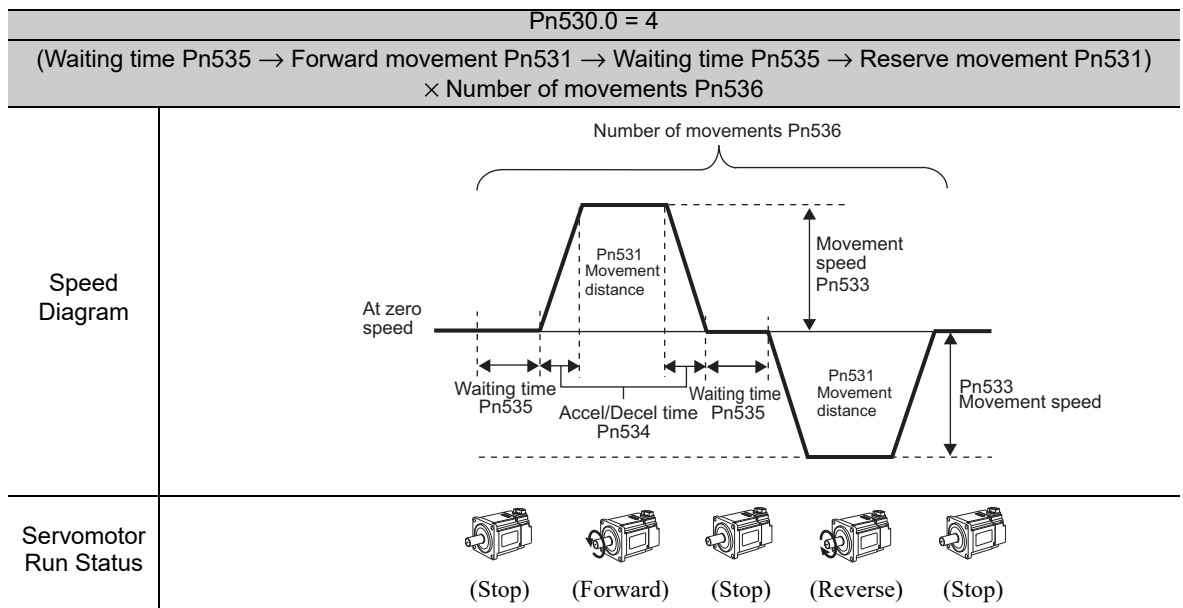 Pn530.0 = 4
(Waiting time Pn535 → Forward movement Pn531 → Waiting time Pn535 → Reserve movement Pn531)
× Number of movements Pn536
Speed
Diagram
Number of movements Pn536
Pn531
Movement
distance
Movement
speed
Pn533
At zero
speed
Waiting time
Pn535
Accel/Decel time
Pn534
Waiting time
Pn535
Pn531
Movement
distance
Pn533
Movement speed
Servomotor
Run Status
(Stop) (Forward) (Stop) (Reverse) (Stop)